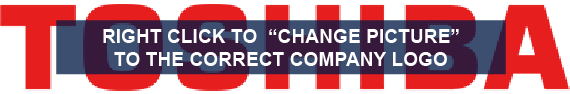 TOSHIBA
RIGHT CLICK TO “CHANGE PICTURE”
TO THE CORRECT COMPANY LOGO